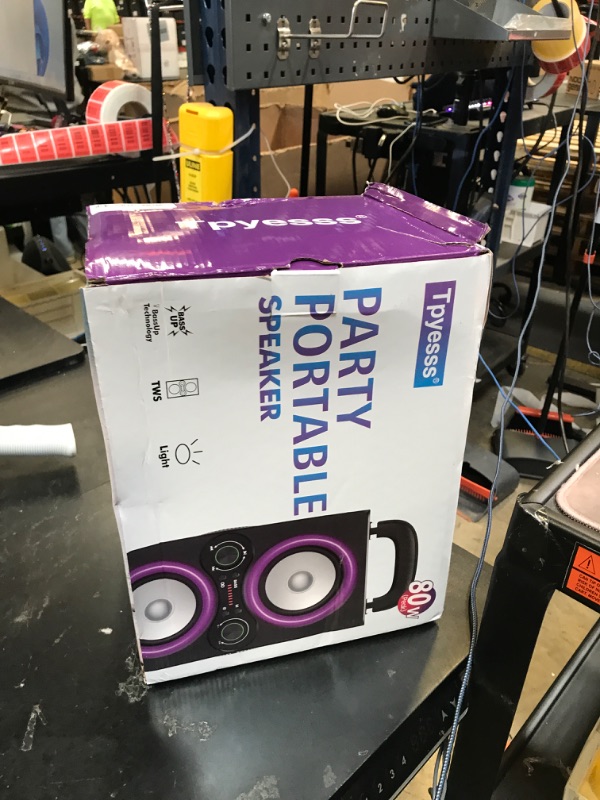 Tpyesss®
Tpyesss®
PARTY
PORTABLE
SPEAKER
BASS
UP
BassUp
Technology
TWS
Light
80W